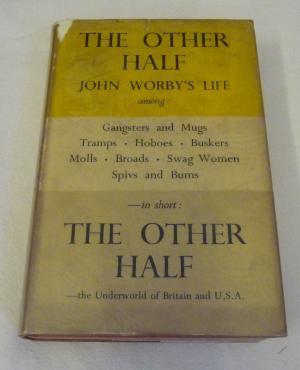 THE OTHER
HALF
JOHN WORBY'S LIFE
among:
Gangsters and Mugs
Tramps · Hoboes · Buskers
Molls · Broads · Swag Women
Spivs and Bums
—in short:
THE OTHER
HALF
—the Underworld of Britain and U.S.A.